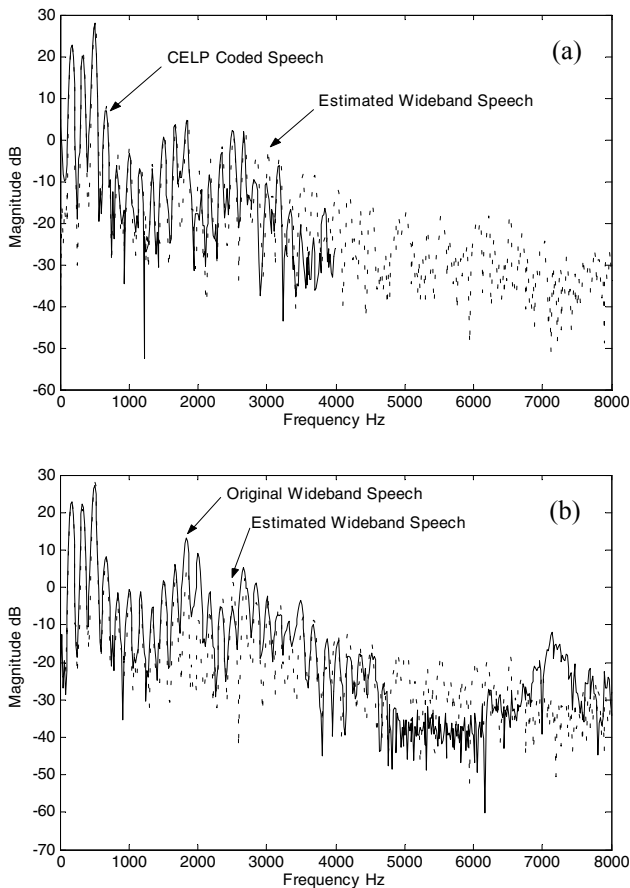 30
20
10
0
-10
-20
-30
-40
-50
-60
Magnitude dB
(a)
CELP Coded Speech
Estimated Wideband Speech
0 1000 2000 3000 4000 5000 6000 7000 8000
Frequency Hz
30
20
10
0
-10
-20
-30
-40
-50
-60
-70
Magnitude dB
(b)
Original Wideband Speech
Estimated Wideband Speech
0 1000 2000 3000 4000 5000 6000 7000 8000
Frequency Hz